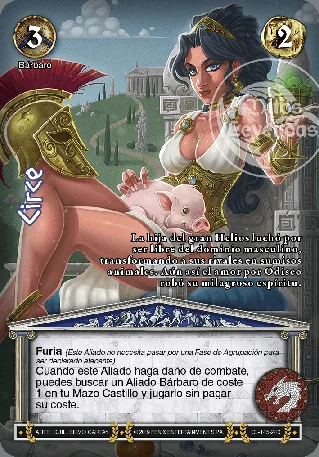 3
2
Bárbaro
Mitos
Leyendas
Circe
La hija del gran Helios luchó por
ser libre del dominio masculino,
transformando a sus rivales en sumisos
animales. Aún así el amor por Odiseo
robó su milagroso espíritu.
Furia (Este Aliado no necesita pasar por una Fase de Agrupación para
ser declarado atacante)
Cuando este Aliado haga daño de combate,
puedes buscar un Aliado Bárbaro de coste
1 en tu Mazo Castillo y jugarlo sin pagar
su coste.